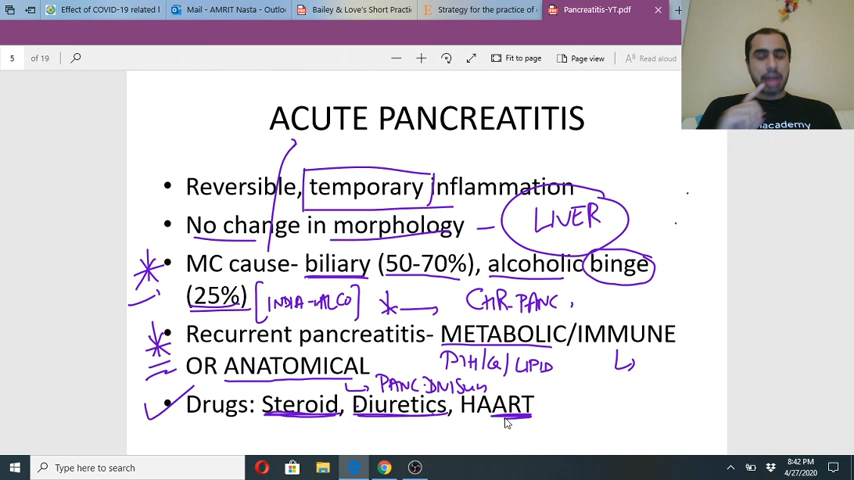 Effect of COVID-19 related l
Mail - AMRIT Nasta - Outlo
Bailey & Love's Short Practi
Strategy for the practice of
Pancreatitis-YT.pdf
5 of 19
Fit to page
Page view
Read aloud
academy
ACUTE PANCREATITIS
• Reversible, temporary inflammation
• No change in morphology - LIVER
• MC cause- biliary (50-70%), alcoholic binge
(25%) [INDIA-ALCO] CHR. PANC.
• Recurrent pancreatitis- METABOLIC/IMMUNE
OR ANATOMICAL PTH/Ca/LIPID
PANC. DIVISUM
• Drugs: Steroid, Diuretics, HAART
Type here to search
8:42 PM
4/27/2020